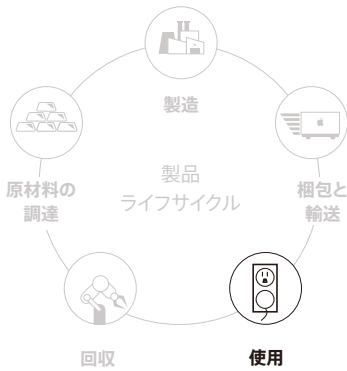 製造
原材料の
調達
製品
ライフサイクル
梱包と
輸送
回収
使用